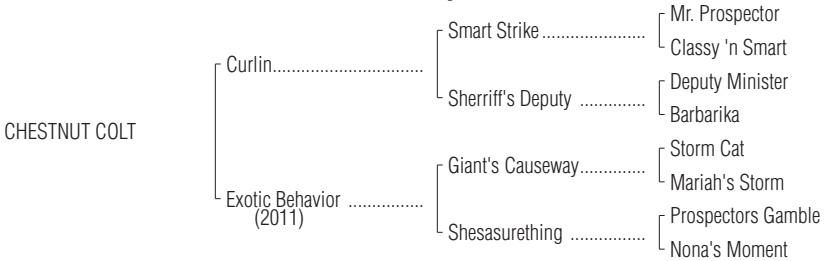 Mr. Prospector
Smart Strike......................
Classy 'n Smart
Curlin................................
Deputy Minister
Sherriff's Deputy ..............
Barbarika
CHESTNUT COLT
Storm Cat
Giant's Causeway..............
Mariah's Storm
Exotic Behavior ................
(2011)
Prospectors Gamble
Shesasurething ................
Nona's Moment